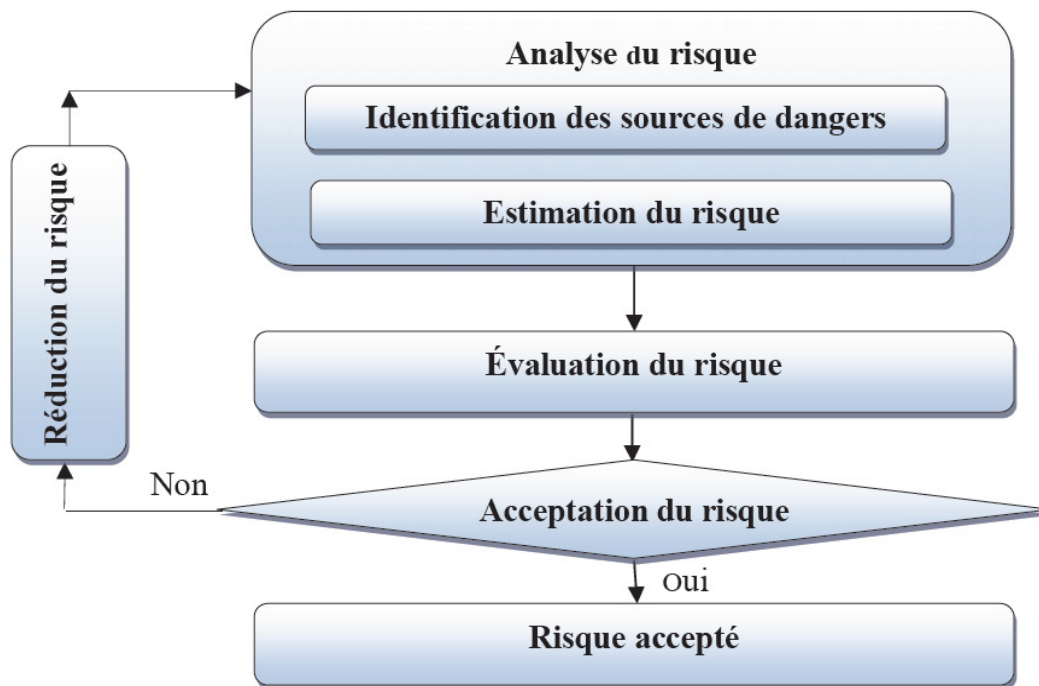 Analyse du risque
Identification des sources de dangers
Estimation du risque
Réduction du risque
Évaluation du risque
Non
Acceptation du risque
Oui
Risque accepté